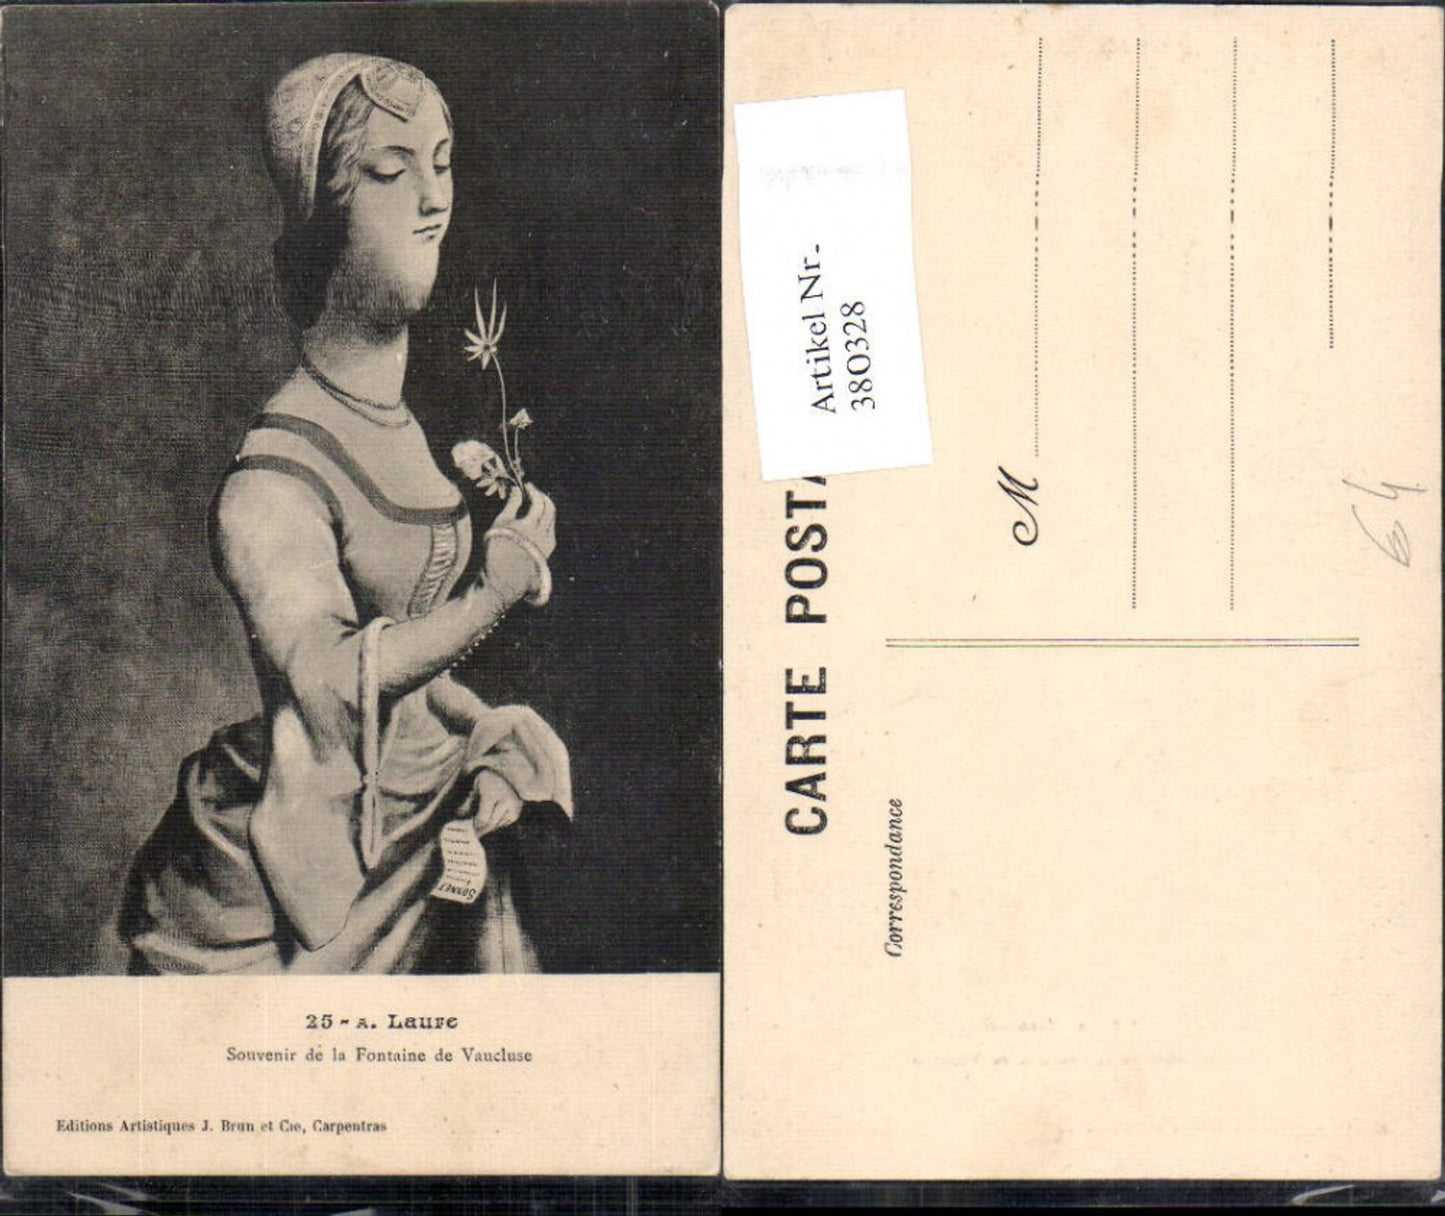 SONNET
25 - A. Laure
Souvenir de la Fontaine de Vaucluse
Editions Artistiques J. Brun et Cie, Carpentras
Artikel Nr.
380328
CARTE POSTA
M
Correspondance
64